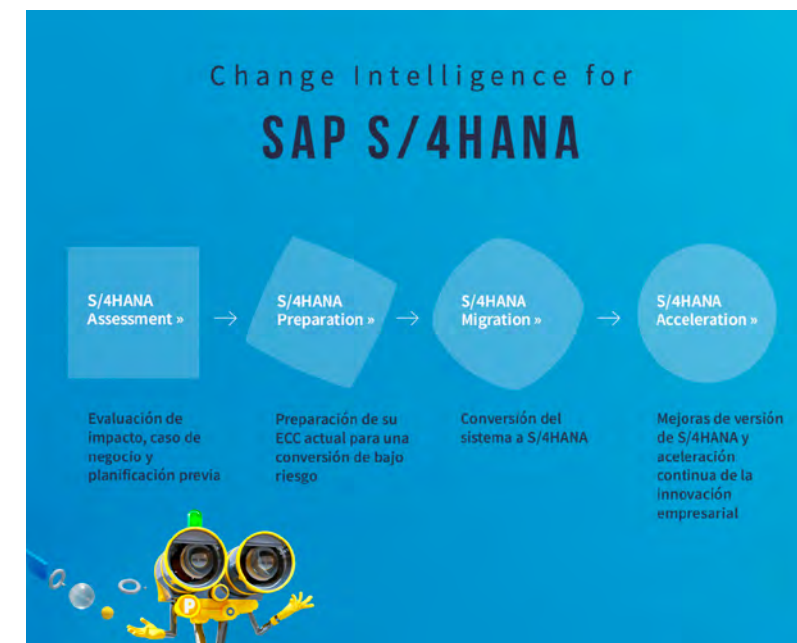 Change Intelligence for
SAP S/4HANA
S/4HANA
Assessment »
S/4HANA
Preparation »
S/4HANA
Migration »
S/4HANA
Acceleration »
Evaluación de
impacto, caso de
negocio y
planificación previa
Preparación de su
ECC actual para una
conversión de bajo
riesgo
Conversión del
sistema a S/4HANA
Mejoras de versión
de S/4HANA y
aceleración
continua de la
innovación
empresarial
P